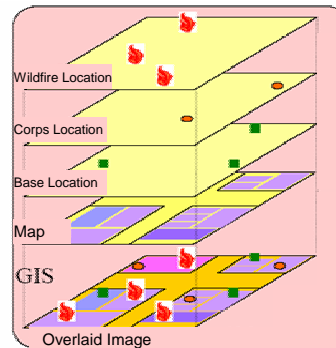 Wildfire Location
Corps Location
Base Location
Map
GIS
Overlaid Image